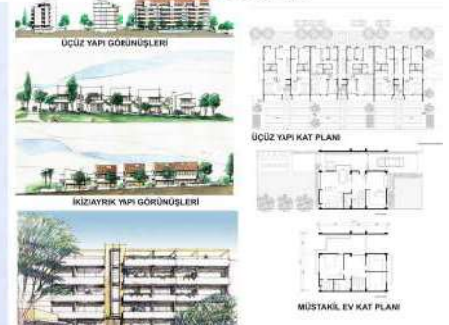 ÜÇÜZ YAPI GÖRÜNÜŞLERİ
ÜÇÜZ YAPI KAT PLANI
İKİZ/AYRIK YAPI GÖRÜNÜŞLERİ
MÜSTAKİL EV KAT PLANI